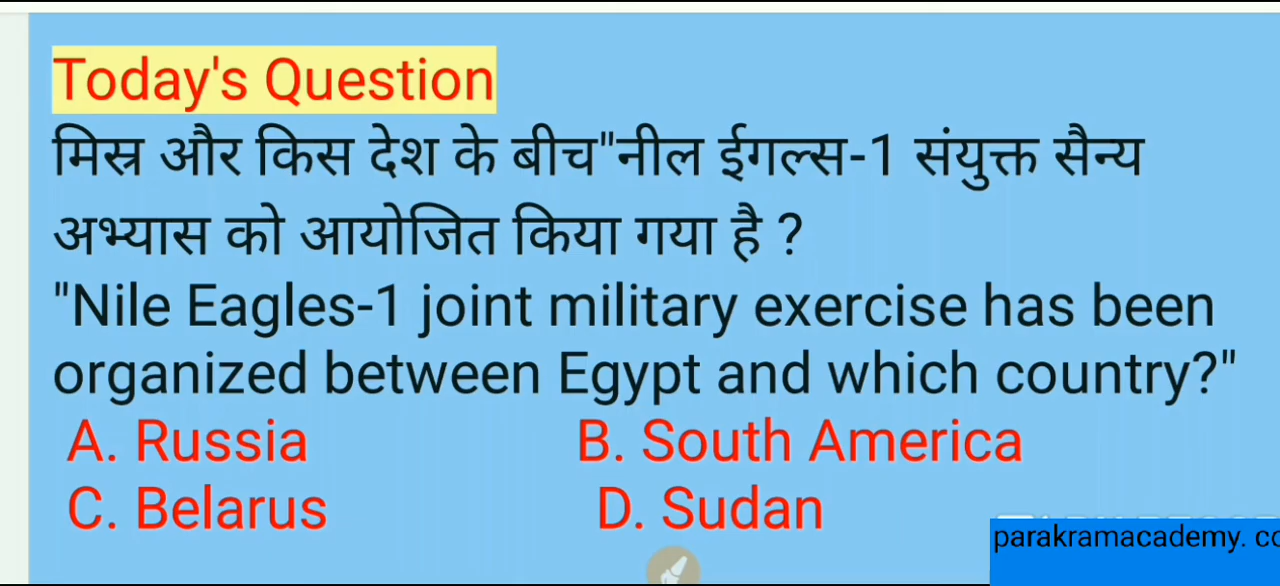 Today's Question
मिस्र और किस देश के बीच"नील ईगल्स-1 संयुक्त सैन्य
अभ्यास को आयोजित किया गया है ?
"Nile Eagles-1 joint military exercise has been
organized between Egypt and which country?"
A. Russia B. South America
C. Belarus D. Sudan
parakramacademy. co